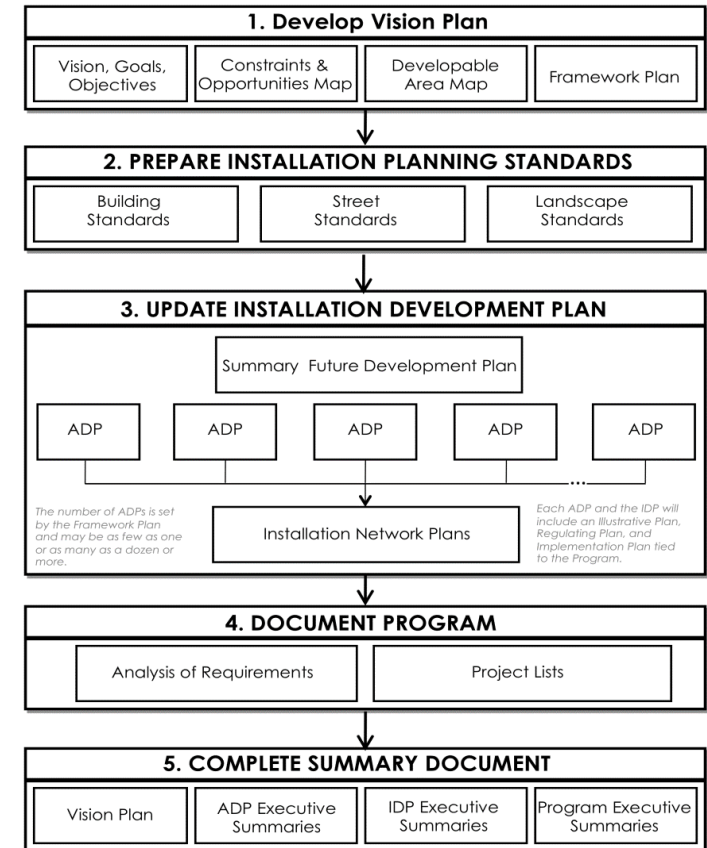 1. Develop Vision Plan
Vision, Goals,
Objectives
Constraints &
Opportunities Map
Developable
Area Map
Framework Plan
2. PREPARE INSTALLATION PLANNING STANDARDS
Building
Standards
Street
Standards
Landscape
Standards
3. UPDATE INSTALLATION DEVELOPMENT PLAN
Summary Future Development Plan
ADP
ADP
ADP
ADP
ADP
...
The number of ADPs is set
by the Framework Plan
and may be as few as one
or as many as a dozen or
more.
Installation Network Plans
Each ADP and the IDP will
include an Illustrative Plan,
Regulating Plan, and
Implementation Plan tied
to the Program.
4. DOCUMENT PROGRAM
Analysis of Requirements
Project Lists
5. COMPLETE SUMMARY DOCUMENT
Vision Plan
ADP Executive
Summaries
IDP Executive
Summaries
Program Executive
Summaries